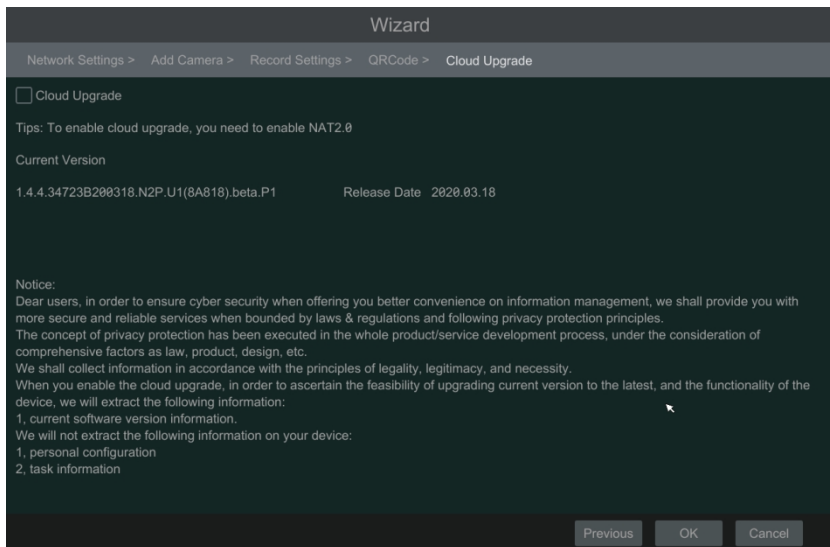 Wizard
Network Settings > Add Camera > Record Settings > QRCode > Cloud Upgrade
Cloud Upgrade
Tips: To enable cloud upgrade, you need to enable NAT2.0
Current Version
1.4.4.34723B200318.N2P.U1(8A818).beta.P1 Release Date 2020.03.18
Notice:
Dear users, in order to ensure cyber security when offering you better convenience on information management, we shall provide you with
more secure and reliable services when bounded by laws & regulations and following privacy protection principles.
The concept of privacy protection has been executed in the whole product/service development process, under the consideration of
comprehensive factors as law, product, design, etc.
We shall collect information in accordance with the principles of legality, legitimacy, and necessity.
When you enable the cloud upgrade, in order to ascertain the feasibility of upgrading current version to the latest, and the functionality of the
device, we will extract the following information:
1, current software version information.
We will not extract the following information on your device:
1, personal configuration
2, task information
Previous OK Cancel